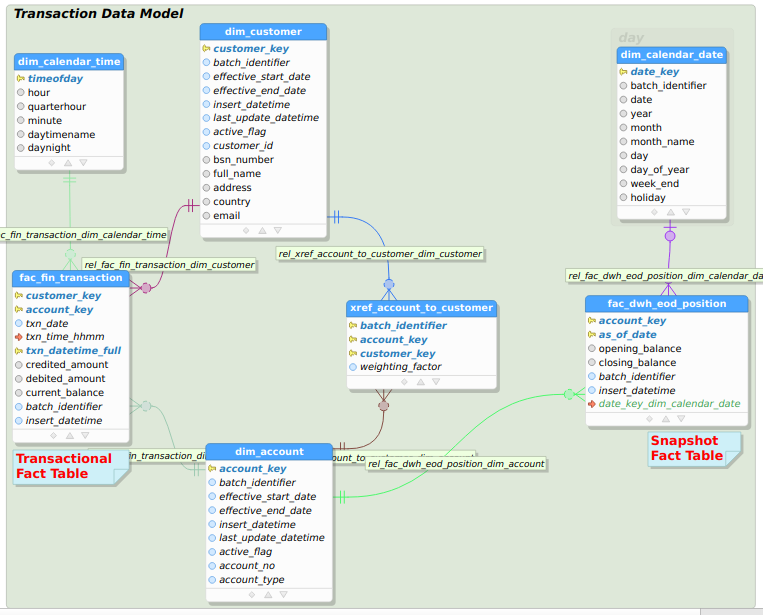 Transaction Data Model
dim_calendar_time
timeofday
hour
quarterhour
minute
daytimename
daynight
dim_customer
customer_key
batch_identifier
effective_start_date
effective_end_date
insert_datetime
last_update_datetime
active_flag
customer_id
bsn_number
full_name
address
country
email
day
dim_calendar_date
date_key
batch_identifier
date
year
month
month_name
day
day_of_year
week_end
holiday
c_fin_transaction_dim_calendar_time
rel_fac_fin_transaction_dim_customer
rel_xref_account_to_customer_dim_customer
rel_fac_dwh_eod_position_dim_calendar_da
fac_fin_transaction
customer_key
account_key
txn_date
txn_time_hhmm
txn_datetime_full
credited_amount
debited_amount
current_balance
batch_identifier
insert_datetime
xref_account_to_customer
batch_identifier
account_key
customer_key
weighting_factor
fac_dwh_eod_position
account_key
as_of_date
opening_balance
closing_balance
batch_identifier
insert_datetime
date_key_dim_calendar_date
Transactional
Fact Table
Snapshot
Fact Table
in_transaction_di
rel_fac_dwh_eod_position_dim_account
dim_account
account_key
batch_identifier
effective_start_date
effective_end_date
insert_datetime
last_update_datetime
active_flag
account_no
account_type